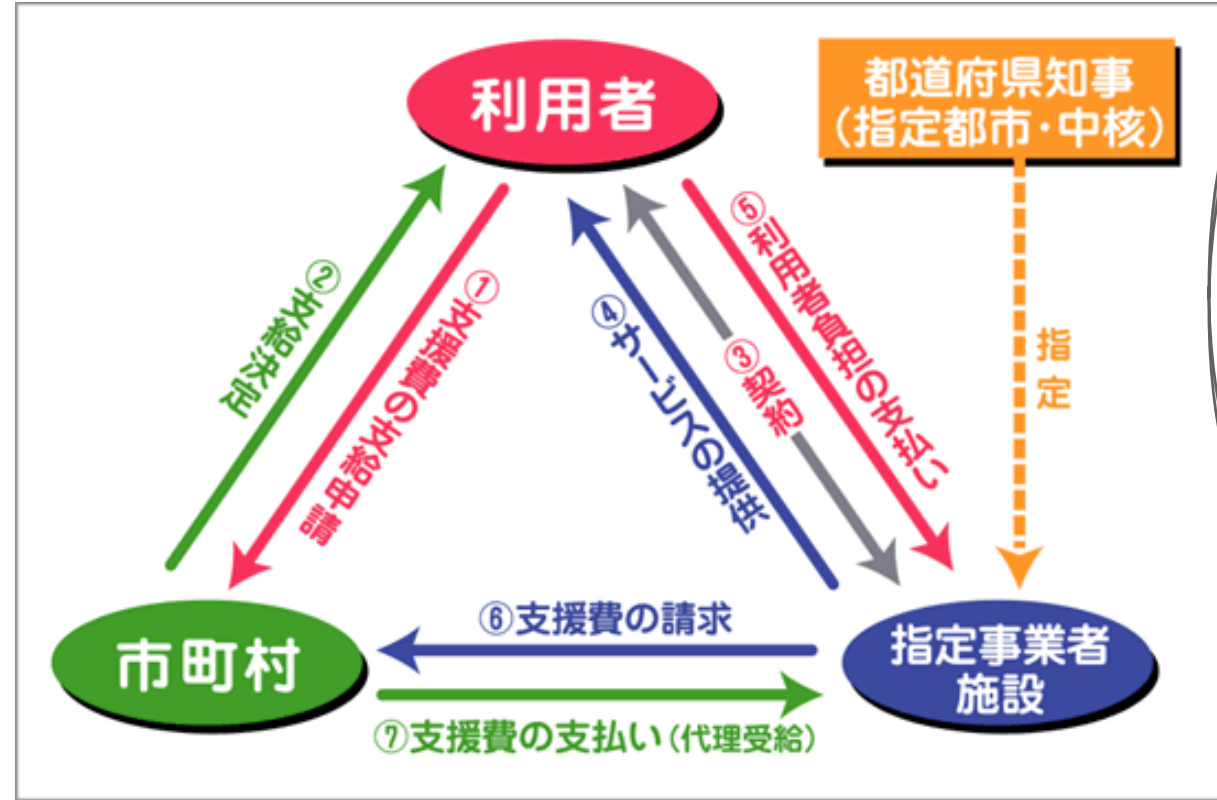 利用者
都道府県知事
（指定都市・中核）
②支給決定
①支援費の支給申請
④サービスの提供
③契約
⑤利用者負担の支払い
指定
市町村
⑥支援費の請求
⑦支援費の支払い（代理受給）
指定事業者
施設